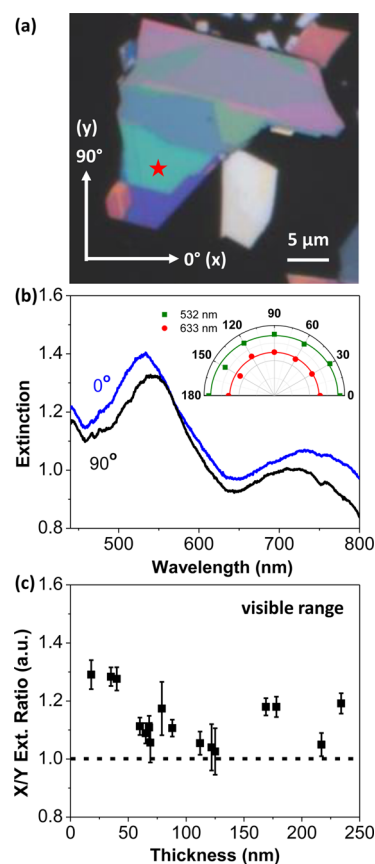 (a)
(y)
90°
0° (x)
5 μm
(b)
1.6
1.4
1.2
1.0
0.8
Extinction
0°
90°
532 nm
633 nm
180
150
120
90
60
30
0
500
600
700
800
Wavelength (nm)
(c)
visible range
1.6
1.4
1.2
1.0
0.8
X/Y Ext. Ratio (a.u.)
0
50
100
150
200
250
Thickness (nm)